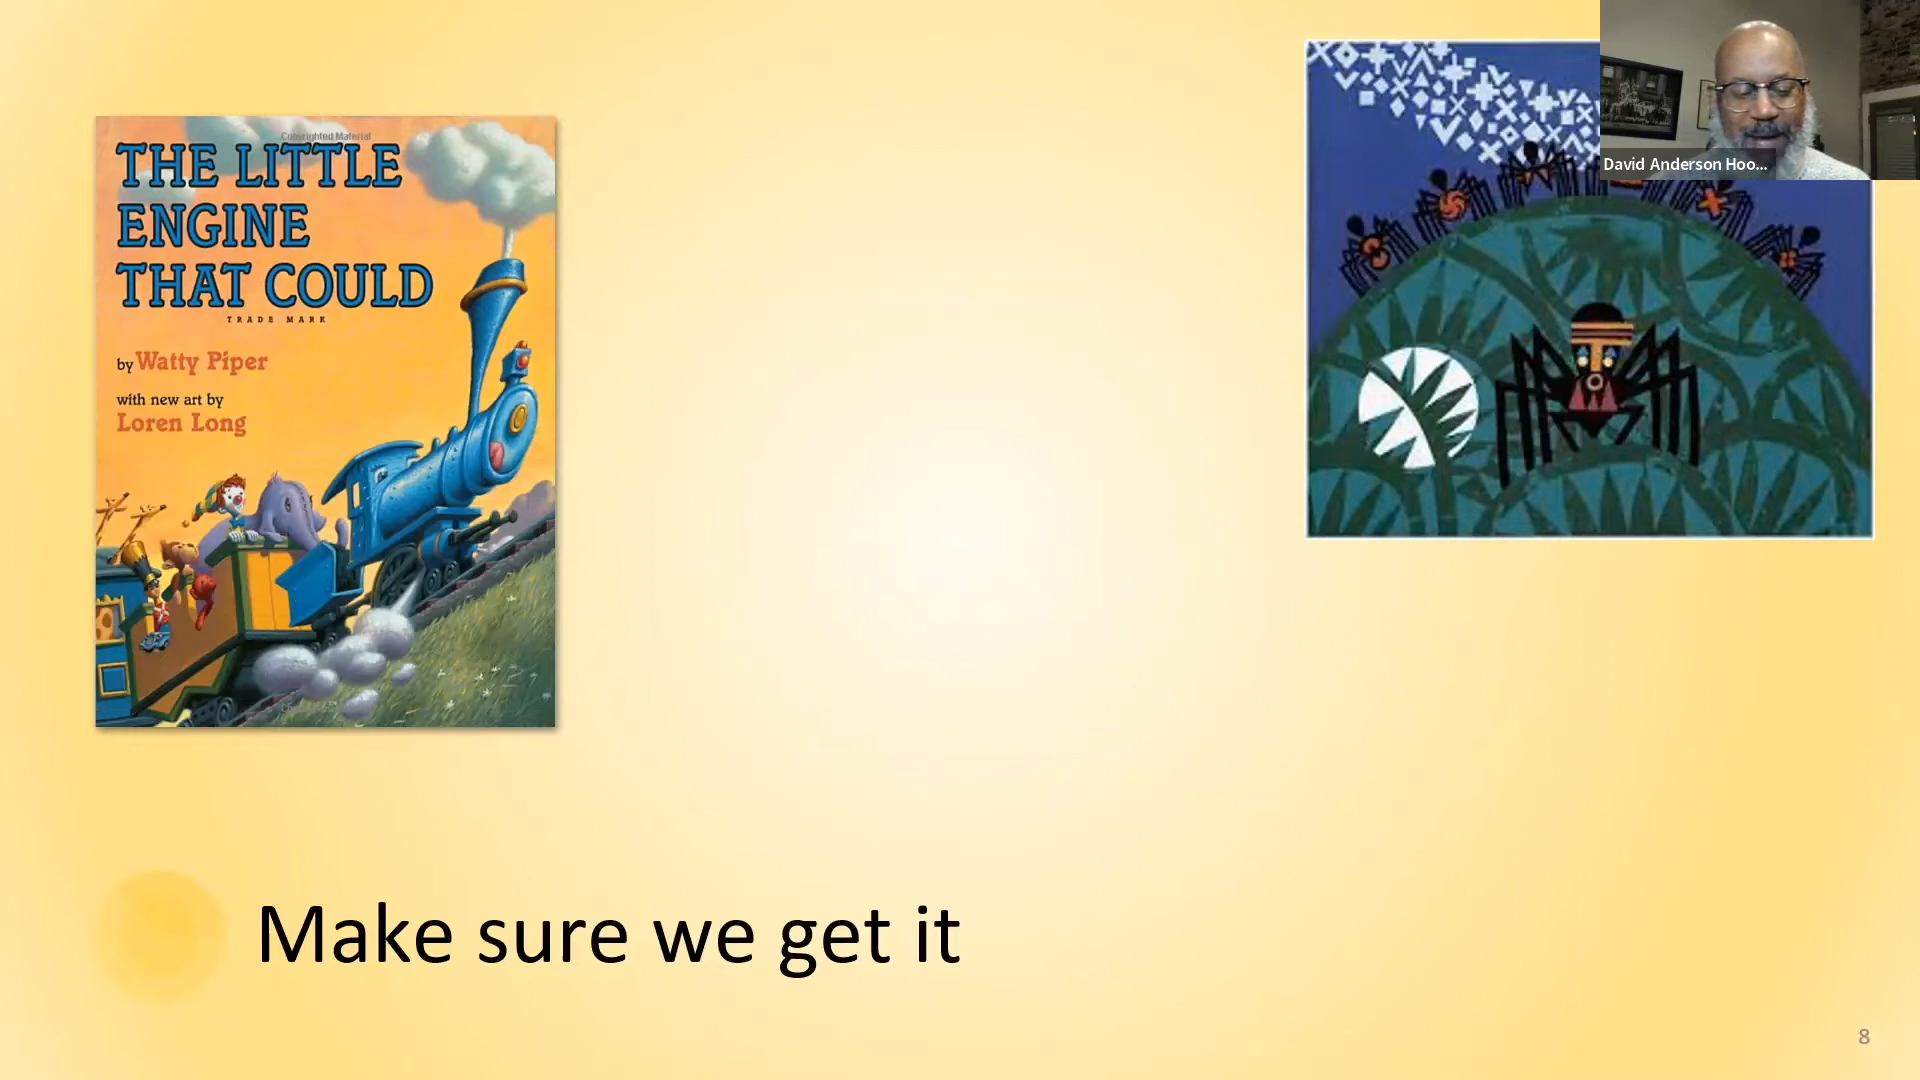 Copyrighted Material
THE LITTLE
ENGINE
THAT COULD
TRADE MARK
by Watty Piper
with new art by
Loren Long
David Anderson Hoo...
Make sure we get it
8